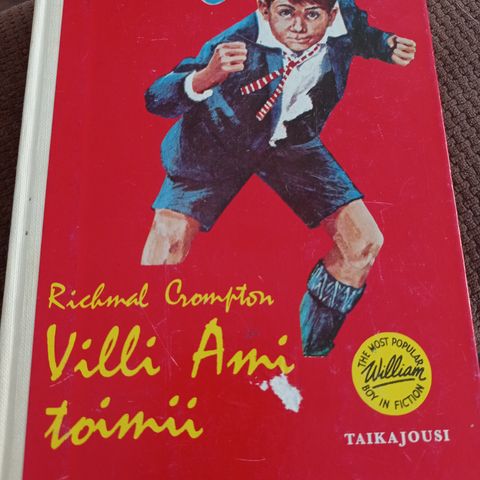 Richmal Crompton
Villi Ami
toimii
THE MOST POPULAR
William
BOY IN FICTION
TAIKAJOUSI